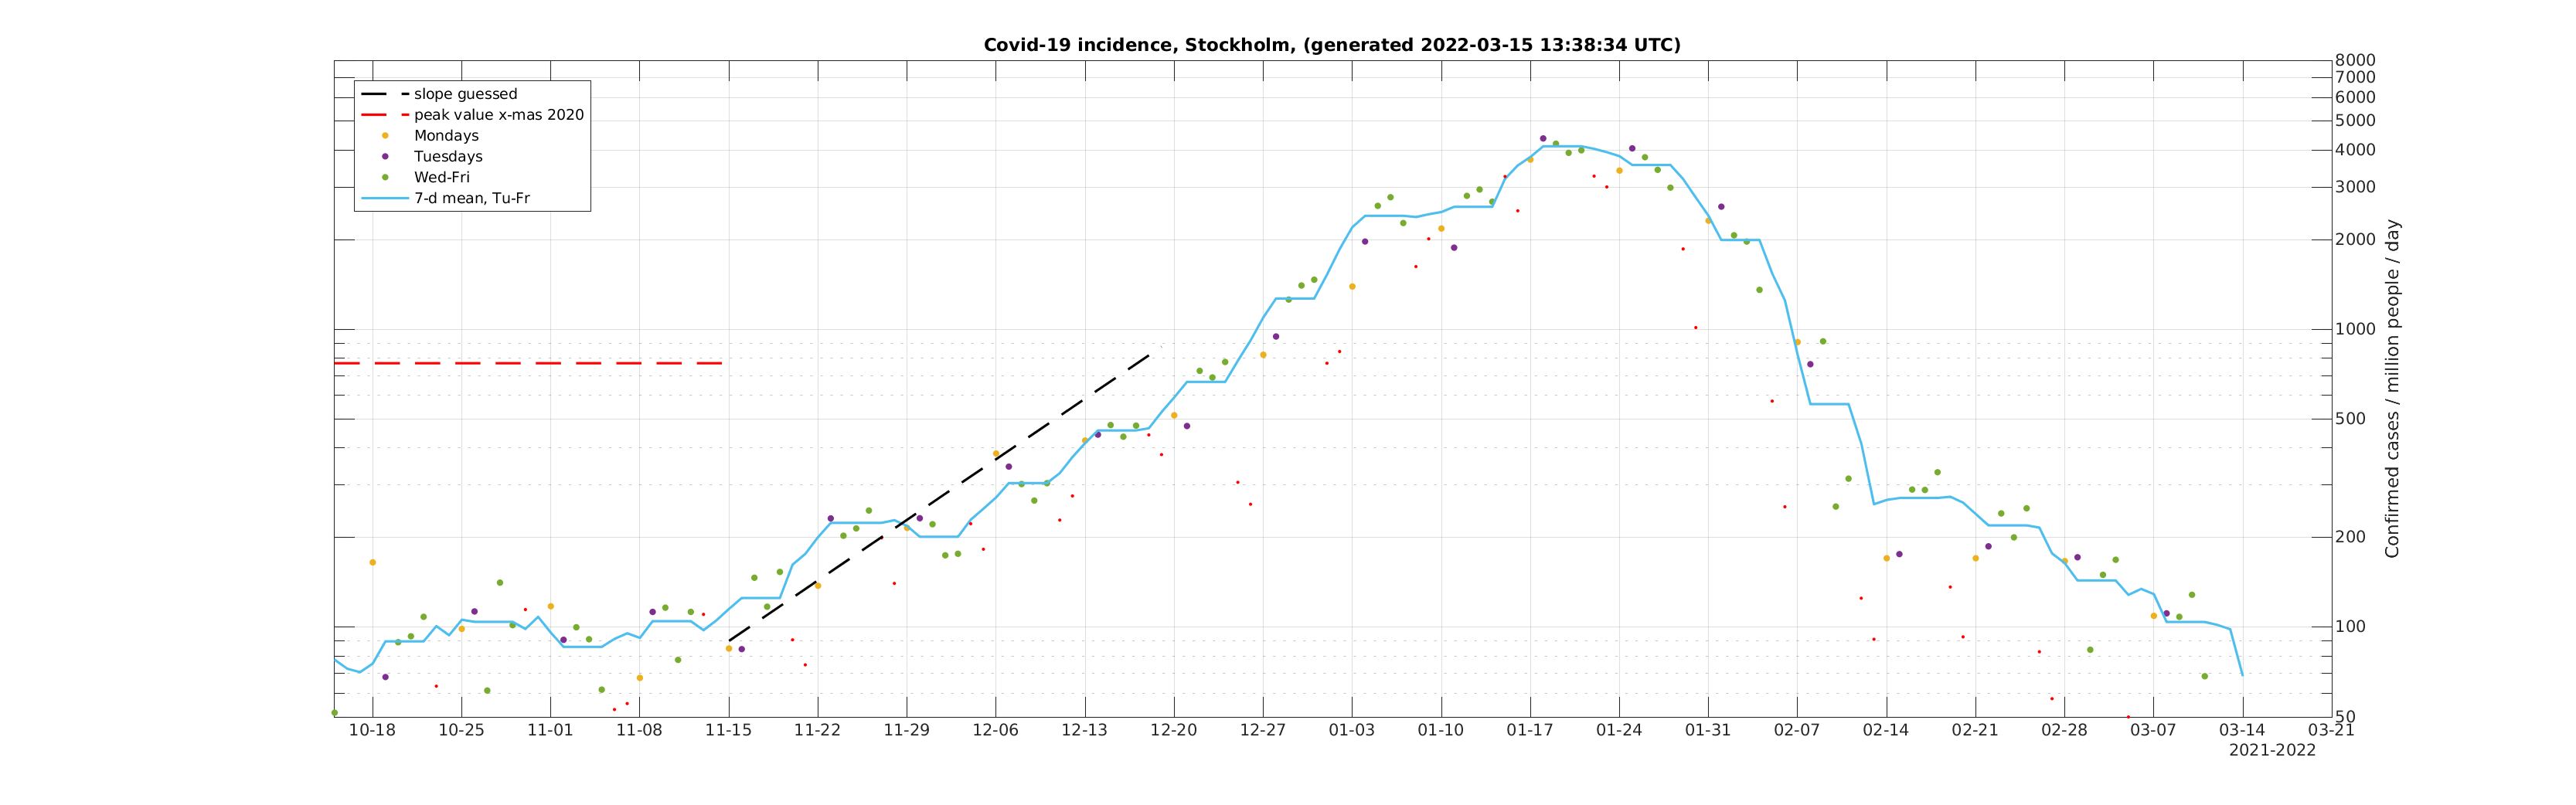 Covid-19 incidence, Stockholm, (generated 2022-03-15 13:38:34 UTC)
slope guessed
peak value x-mas 2020
Mondays
Tuesdays
Wed-Fri
7-d mean, Tu-Fr
8000
7000
6000
5000
4000
3000
2000
1000
500
200
100
50
Confirmed cases / million people / day
10-18 10-25 11-01 11-08 11-15 11-22 11-29 12-06 12-13 12-20 12-27 01-03 01-10 01-17 01-24 01-31 02-07 02-14 02-21 02-28 03-07 03-14 03-21
2021-2022